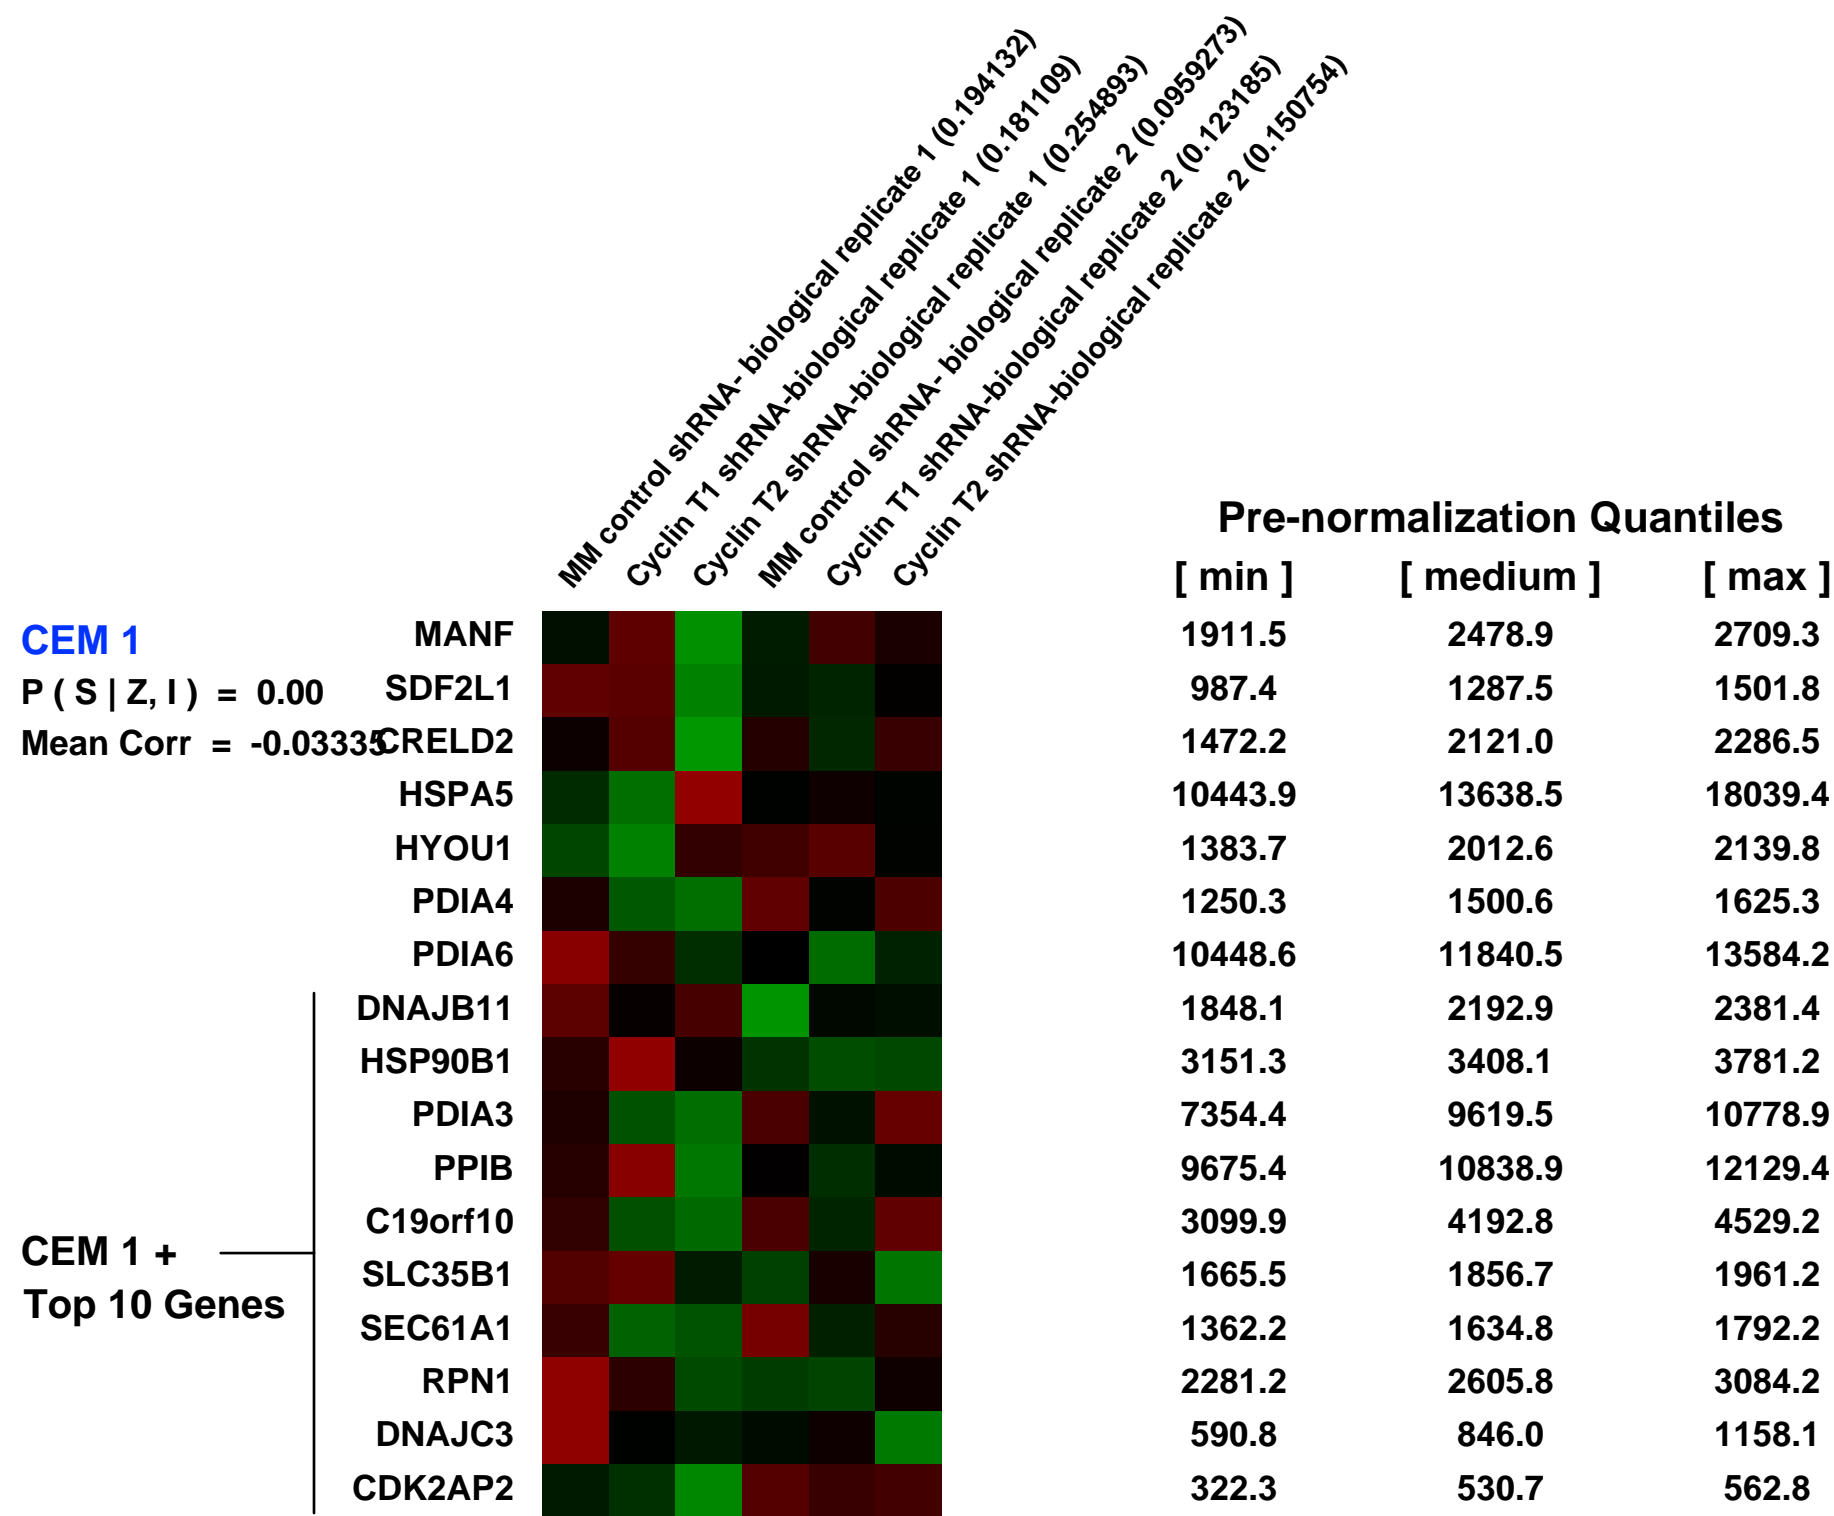 MM control shRNA- biological replicate 1 (0.194132)
Cyclin T1 shRNA-biological replicate 1 (0.181109)
Cyclin T2 shRNA-biological replicate 1 (0.254893)
MM control shRNA- biological replicate 2 (0.0959273)
Cyclin T1 shRNA-biological replicate 2 (0.123185)
Cyclin T2 shRNA-biological replicate 2 (0.150754)
Pre-normalization Quantiles
[ min ] [ medium ] [ max ]
CEM 1 MANF 1911.5 2478.9 2709.3
P ( S | Z, I ) = 0.00 SDF2L1 987.4 1287.5 1501.8
Mean Corr = -0.03335 CRELD2 1472.2 2121.0 2286.5
HSPA5 10443.9 13638.5 18039.4
HYOU1 1383.7 2012.6 2139.8
PDIA4 1250.3 1500.6 1625.3
PDIA6 10448.6 11840.5 13584.2
DNAJB11 1848.1 2192.9 2381.4
HSP90B1 3151.3 3408.1 3781.2
PDIA3 7354.4 9619.5 10778.9
PPIB 9675.4 10838.9 12129.4
C19orf10 3099.9 4192.8 4529.2
CEM 1 +
SLC35B1 1665.5 1856.7 1961.2
Top 10 Genes
SEC61A1 1362.2 1634.8 1792.2
RPN1 2281.2 2605.8 3084.2
DNAJC3 590.8 846.0 1158.1
CDK2AP2 322.3 530.7 562.8